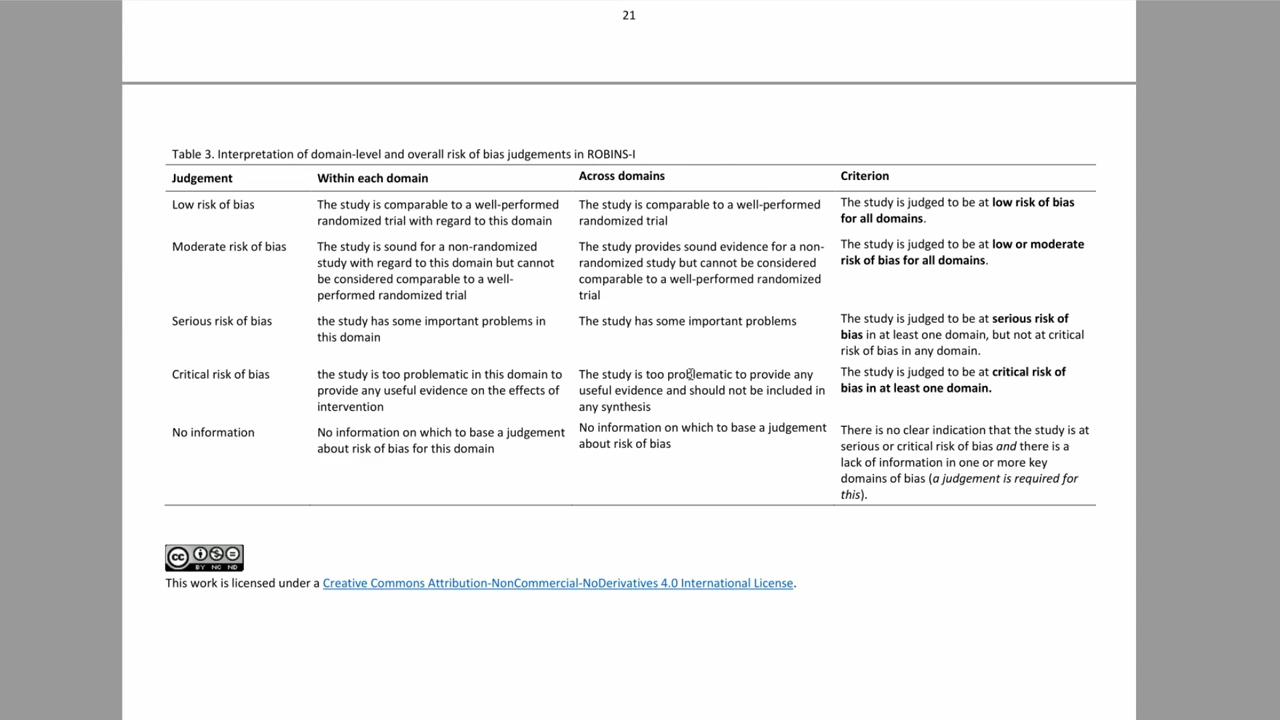 21
Table 3. Interpretation of domain-level and overall risk of bias judgements in ROBINS-I
Judgement
Within each domain
Across domains
Criterion
Low risk of bias
The study is comparable to a well-performed
randomized trial with regard to this domain
The study is comparable to a well-performed
randomized trial
The study is judged to be at low risk of bias
for all domains.
Moderate risk of bias
The study is sound for a non-randomized
study with regard to this domain but cannot
be considered comparable to a well-
performed randomized trial
The study provides sound evidence for a non-
randomized study but cannot be considered
comparable to a well-performed randomized
trial
The study is judged to be at low or moderate
risk of bias for all domains.
Serious risk of bias
the study has some important problems in
this domain
The study has some important problems
The study is judged to be at serious risk of
bias in at least one domain, but not at critical
risk of bias in any domain.
Critical risk of bias
the study is too problematic in this domain to
provide any useful evidence on the effects of
intervention
The study is too problematic to provide any
useful evidence and should not be included in
any synthesis
The study is judged to be at critical risk of
bias in at least one domain.
No information
No information on which to base a judgement
about risk of bias for this domain
No information on which to base a judgement
about risk of bias
There is no clear indication that the study is at
serious or critical risk of bias and there is a
lack of information in one or more key
domains of bias (a judgement is required for
this).
cc
BY NC ND
This work is licensed under a Creative Commons Attribution-NonCommercial-NoDerivatives 4.0 International License.